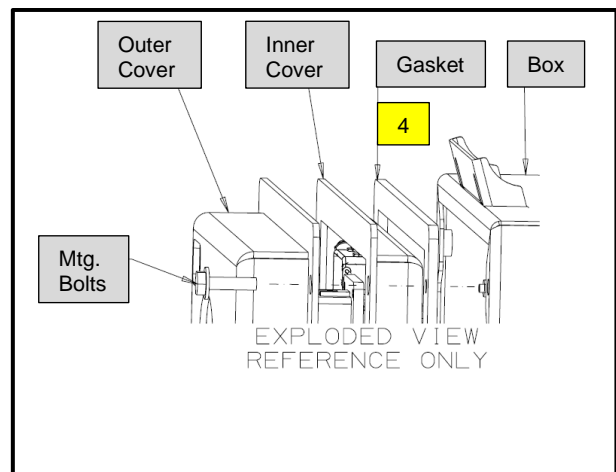 Outer
Cover
Inner
Cover
Gasket
Box
4
Mtg.
Bolts
EXPLODED VIEW
REFERENCE ONLY